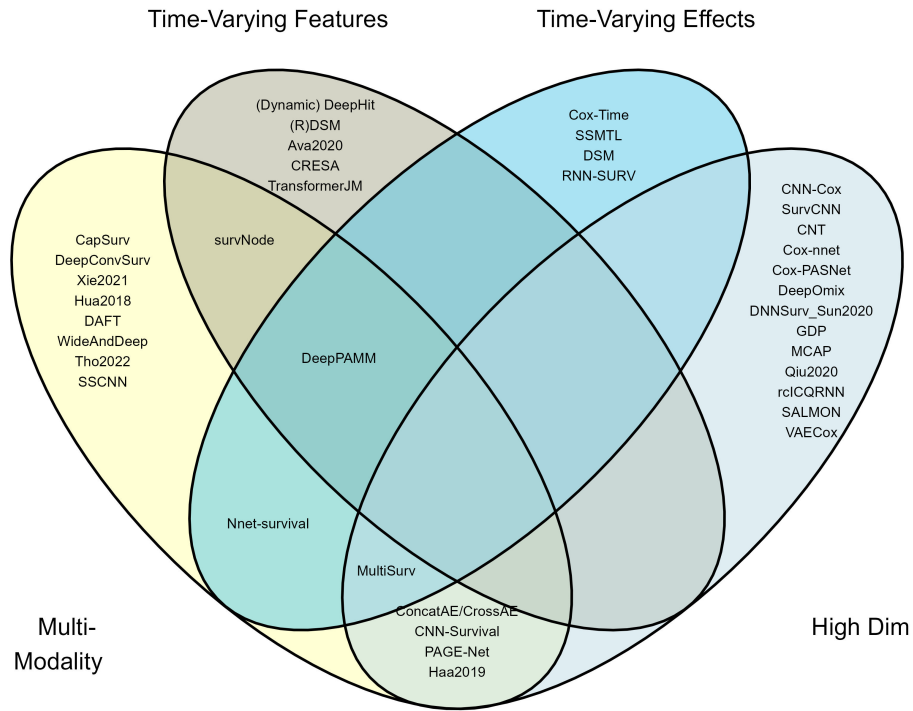 Time-Varying Features
Time-Varying Effects
(Dynamic) DeepHit
(R)DSM
Ava2020
CRESA
TransformerJM
Cox-Time
SSMTL
DSM
RNN-SURV
CapSurv
DeepConvSurv
Xie2021
Hua2018
DAFT
WideAndDeep
Tho2022
SSCNN
survNode
DeepPAMM
CNN-Cox
SurvCNN
CNT
Cox-nnet
Cox-PASNet
DeepOmix
DNNSurv_Sun2020
GDP
MCAP
Qiu2020
rcICQRNN
SALMON
VAECox
Nnet-survival
MultiSurv
ConcatAE/CrossAE
CNN-Survival
PAGE-Net
Haa2019
Multi-
Modality
High Dim